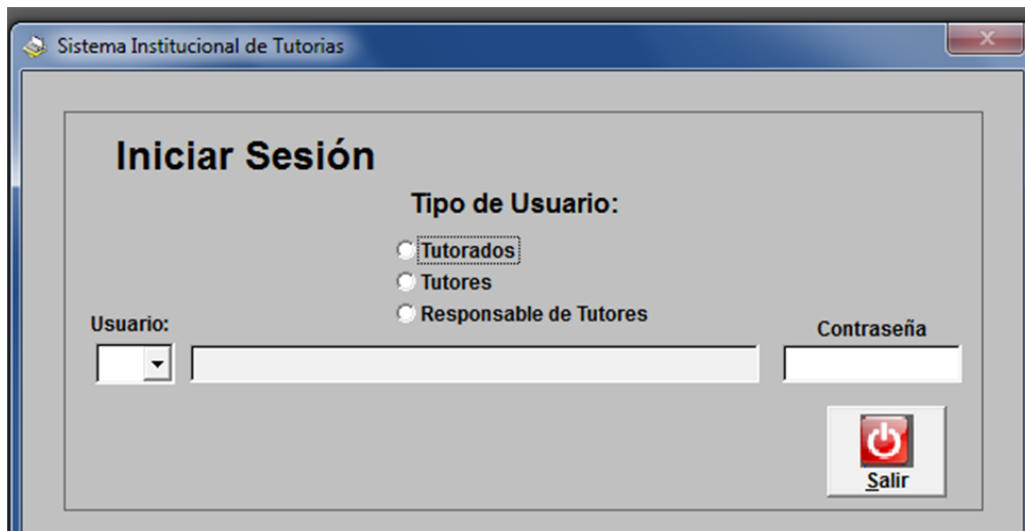 Sistema Institucional de Tutorias
Iniciar Sesión
Tipo de Usuario:
Tutorados
Tutores
Responsable de Tutores
Usuario:
Contraseña
Salir